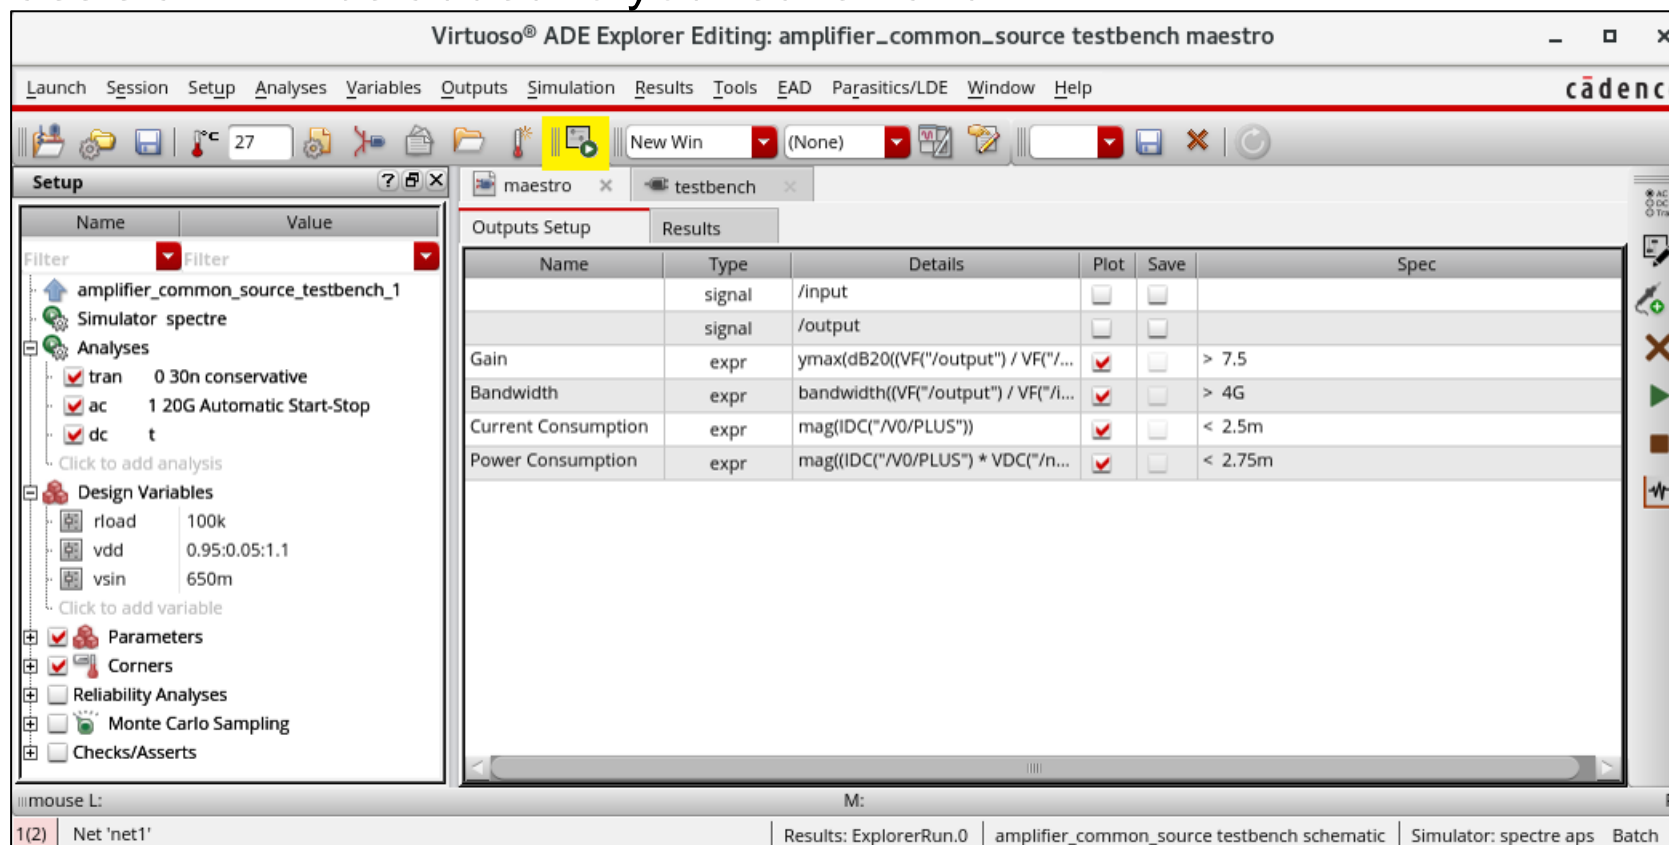 Virtuoso® ADE Explorer Editing: amplifier_common_source testbench maestro
Launch Session Setup Analyses Variables Outputs Simulation Results Tools EAD Parasitics/LDE Window Help cādenc
°C 27 New Win (None)
Setup
maestro testbench
Name Value
Outputs Setup Results
Filter Filter
Name Type Details Plot Save Spec
amplifier_common_source_testbench_1
signal /input
Simulator spectre
signal /output
Analyses
Gain expr ymax(dB20((VF("/output") / VF("/... > 7.5
tran 0 30n conservative
Bandwidth expr bandwidth((VF("/output") / VF("/i... > 4G
ac 1 20G Automatic Start-Stop
Current Consumption expr mag(IDC("/V0/PLUS")) < 2.5m
dc t
Power Consumption expr mag((IDC("/V0/PLUS") * VDC("/n... < 2.75m
Click to add analysis
Design Variables
rload 100k
vdd 0.95:0.05:1.1
vsin 650m
Click to add variable
Parameters
Corners
Reliability Analyses
Monte Carlo Sampling
Checks/Asserts
AC
DC
Tra
mouse L: M:
1(2) Net 'net1' Results: ExplorerRun.0 amplifier_common_source testbench schematic Simulator: spectre aps Batch